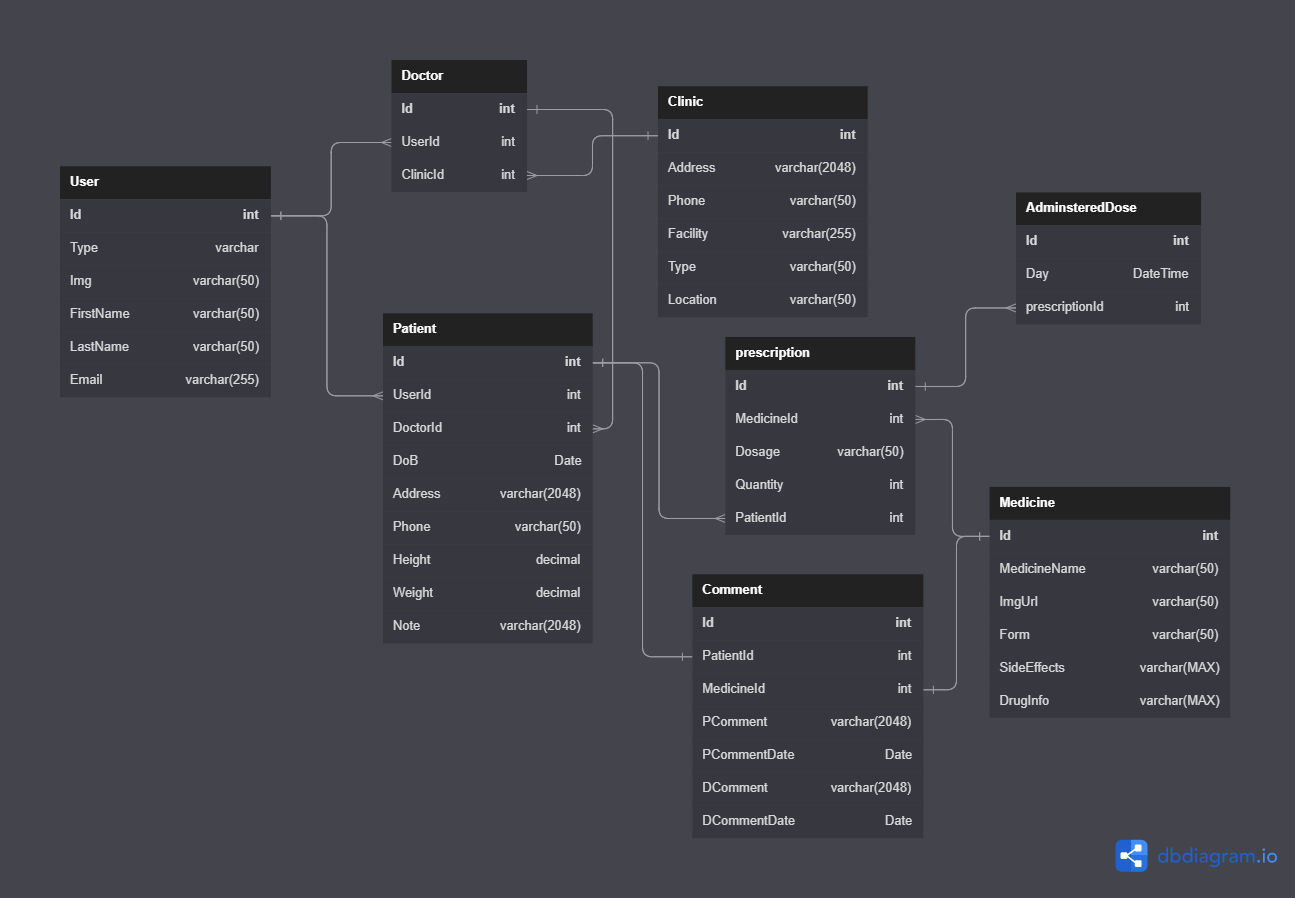 Doctor
Id int
UserId int
ClinicId int
Clinic
Id int
Address varchar(2048)
Phone varchar(50)
Facility varchar(255)
Type varchar(50)
Location varchar(50)
User
Id int
Type varchar
Img varchar(50)
FirstName varchar(50)
LastName varchar(50)
Email varchar(255)
AdminsteredDose
Id int
Day DateTime
prescriptionId int
Patient
Id int
UserId int
DoctorId int
DoB Date
Address varchar(2048)
Phone varchar(50)
Height decimal
Weight decimal
Note varchar(2048)
prescription
Id int
MedicineId int
Dosage varchar(50)
Quantity int
PatientId int
Medicine
Id int
MedicineName varchar(50)
ImgUrl varchar(50)
Form varchar(50)
SideEffects varchar(MAX)
DrugInfo varchar(MAX)
Comment
Id int
PatientId int
MedicineId int
PComment varchar(2048)
PCommentDate Date
DComment varchar(2048)
DCommentDate Date
dbdiagram.io